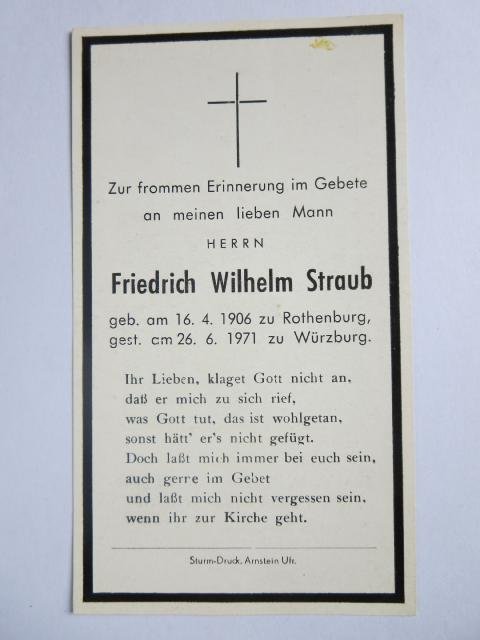 Zur frommen Erinnerung im Gebete
an meinen lieben Mann
HERRN
Friedrich Wilhelm Straub
geb. am 16. 4. 1906 zu Rothenburg,
gest. cm 26. 6. 1971 zu Würzburg.
Ihr Lieben, klaget Gott nicht an,
daß er mich zu sich rief,
was Gott tut, das ist wohlgetan,
sonst hätt' er's nicht gefügt.
Doch laßt mich immer bei euch sein,
auch gerre im Gebet
und laßt mich nicht vergessen sein,
wenn ihr zur Kirche geht.
Sturm-Druck, Arnstein Ufr.